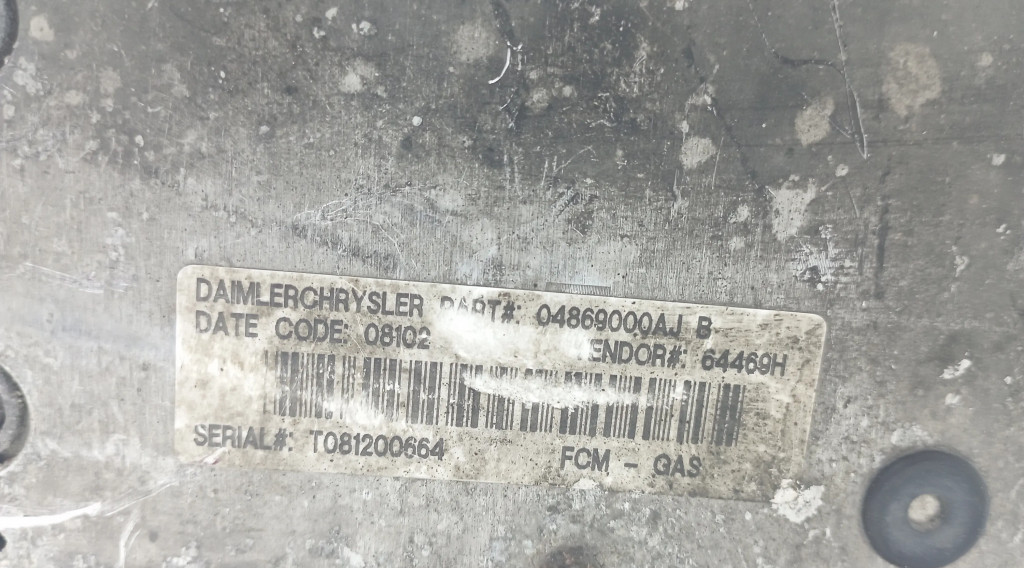 DAIMLERCHRYSLER PART#: 04869000AJ B
DATE CODE: 08102 VENDOR#: 64469H
SERIAL#: T081200664 FCM - GAS